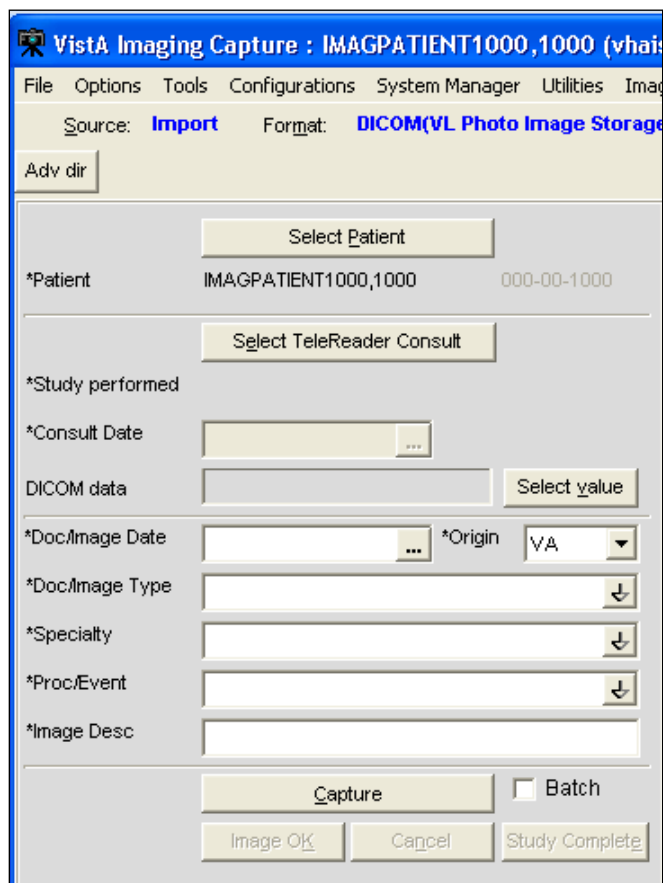 VistA Imaging Capture : IMAGPATIENT1000,1000 (vhais
File Options Tools Configurations System Manager Utilities Imag
Source: Import Format: DICOM(VL Photo Image Storage
Adv dir
Select Patient
*Patient IMAGPATIENT1000,1000 000-00-1000
Select TeleReader Consult
*Study performed
*Consult Date ...
DICOM data Select value
*Doc/Image Date ... *Origin VA
*Doc/Image Type
*Specialty
*Proc/Event
*Image Desc
Capture Batch
Image OK Cancel Study Complete